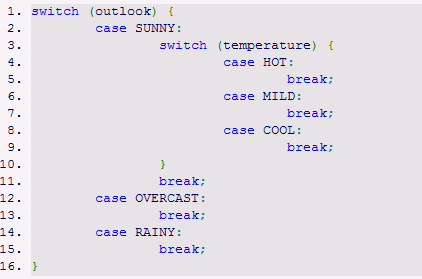 1. switch (outlook) {
2. case SUNNY:
3. switch (temperature) {
4. case HOT:
5. break;
6. case MILD:
7. break;
8. case COOL:
9. break;
10. }
11. break;
12. case OVERCAST:
13. break;
14. case RAINY:
15. break;
16. }